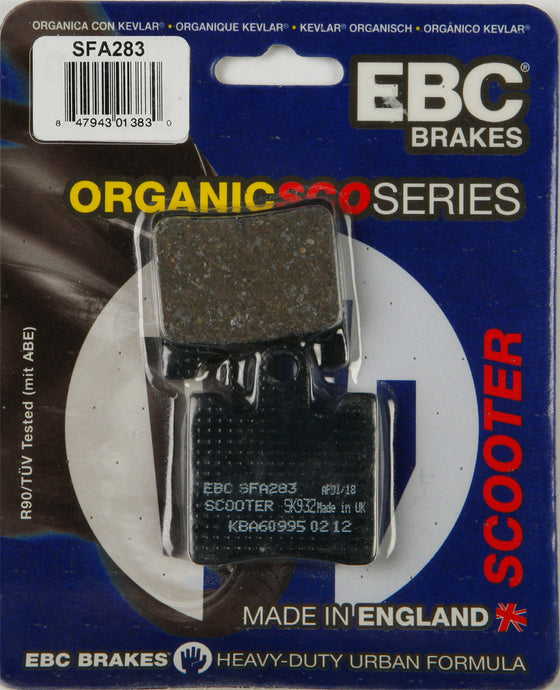 ORGANICA CON KEVLAR® - ORGANIQUE KEVLAR® - KEVLAR® ORGANISCH - ORGÂNICO KEVLAR®
SFA283
8 47943 01383 0
EBC®
BRAKES
ORGANICSCOSERIES
R90/TÜV Tested (mit ABE)
SCOOTER
EBC SFA283 AF01/18
SCOOTER SK932 Made in UK
KBA60995 0212
MADE IN ENGLAND
EBC BRAKES HEAVY-DUTY URBAN FORMULA